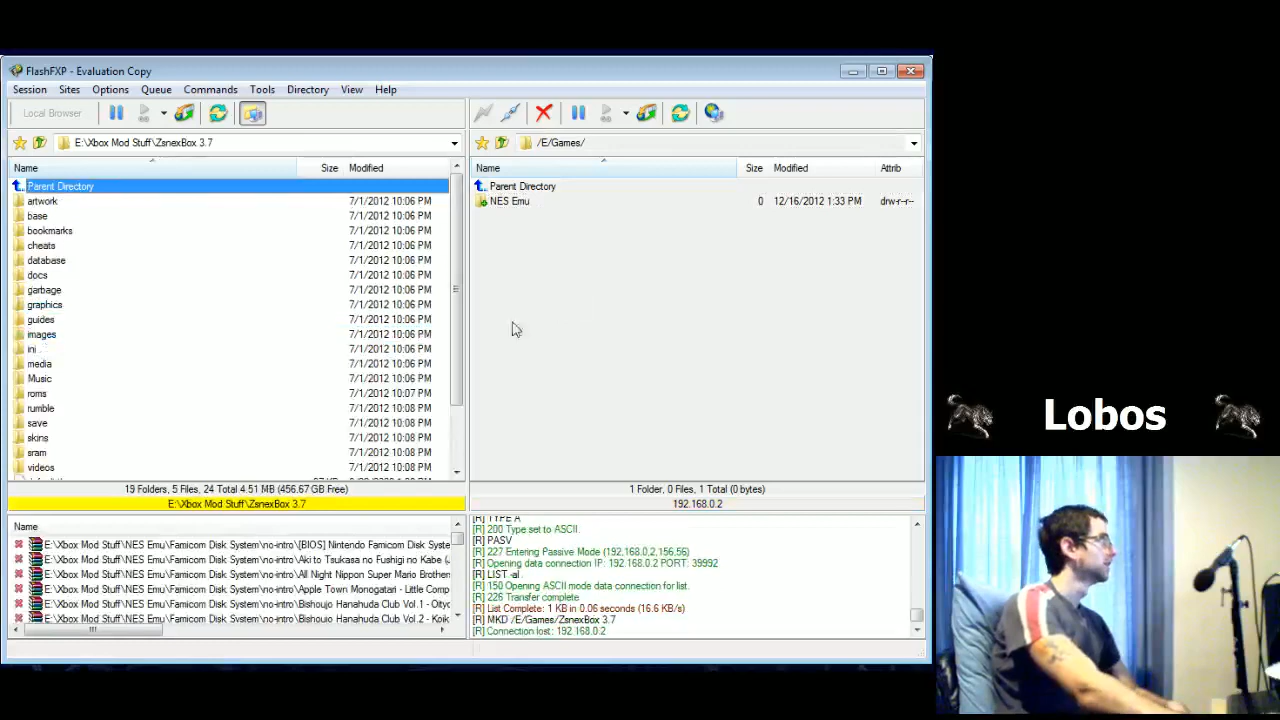 FlashFXP - Evaluation Copy
Session Sites Options Queue Commands Tools Directory View Help
Local Browser
E:\Xbox Mod Stuff\ZsnexBox 3.7
/E/Games/
Name Size Modified
Name Size Modified Attrib
Parent Directory
artwork 7/1/2012 10:06 PM
base 7/1/2012 10:06 PM
bookmarks 7/1/2012 10:06 PM
cheats 7/1/2012 10:06 PM
database 7/1/2012 10:06 PM
docs 7/1/2012 10:06 PM
garbage 7/1/2012 10:06 PM
graphics 7/1/2012 10:06 PM
guides 7/1/2012 10:06 PM
images 7/1/2012 10:06 PM
ini 7/1/2012 10:06 PM
media 7/1/2012 10:06 PM
Music 7/1/2012 10:06 PM
roms 7/1/2012 10:07 PM
rumble 7/1/2012 10:08 PM
save 7/1/2012 10:08 PM
skins 7/1/2012 10:08 PM
sram 7/1/2012 10:08 PM
videos 7/1/2012 10:08 PM
Parent Directory
NES Emu 0 12/16/2012 1:33 PM drw-r--r--
19 Folders, 5 Files, 24 Total 4.51 MB (456.67 GB Free)
E:\Xbox Mod Stuff\ZsnexBox 3.7
1 Folder, 0 Files, 1 Total (0 bytes)
192.168.0.2
Name
E:\Xbox Mod Stuff\NES Emu\Famicom Disk System\no-intro\[BIOS] Nintendo Famicom Disk Syste
E:\Xbox Mod Stuff\NES Emu\Famicom Disk System\no-intro\Aki to Tsukasa no Fushigi no Kabe (J
E:\Xbox Mod Stuff\NES Emu\Famicom Disk System\no-intro\All Night Nippon Super Mario Brother
E:\Xbox Mod Stuff\NES Emu\Famicom Disk System\no-intro\Apple Town Monogatari - Little Comp
E:\Xbox Mod Stuff\NES Emu\Famicom Disk System\no-intro\Bishoujo Hanahuda Club Vol.1 - Oityo
E:\Xbox Mod Stuff\NES Emu\Famicom Disk System\no-intro\Bishoujo Hanahuda Club Vol.2 - Koik
[R] TYPE A
[R] 200 Type set to ASCII.
[R] PASV
[R] 227 Entering Passive Mode (192,168,0,2,156,56)
[R] Opening data connection IP: 192.168.0.2 PORT: 39992
[R] LIST -al
[R] 150 Opening ASCII mode data connection for list.
[R] 226 Transfer complete
[R] List Complete: 1 KB in 0.06 seconds (16.6 KB/s)
[R] MKD /E/Games/ZsnexBox 3.7
[R] Connection lost: 192.168.0.2
Lobos